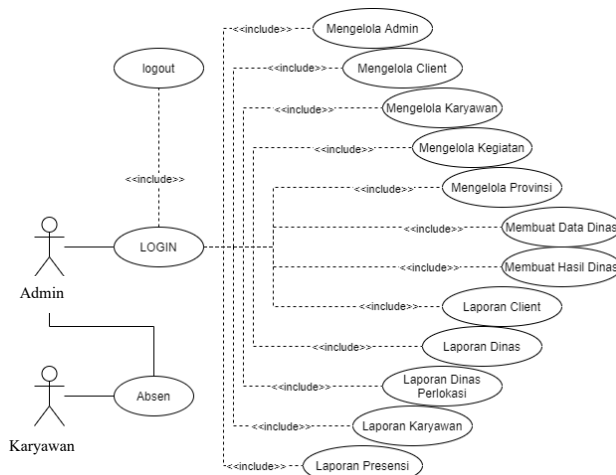 <<include>>
Mengelola Admin
logout
<<include>>
Mengelola Client
<<include>>
Mengelola Karyawan
<<include>>
Mengelola Kegiatan
<<include>>
<<include>>
Mengelola Provinsi
Membuat Data Dinas
LOGIN
Membuat Hasil Dinas
Admin
<<include>>
Laporan Client
<<include>>
Laporan Dinas
<<include>>
Laporan Dinas
Perlokasi
Absen
<<include>>
Laporan Karyawan
Karyawan
<<include>>
Laporan Presensi